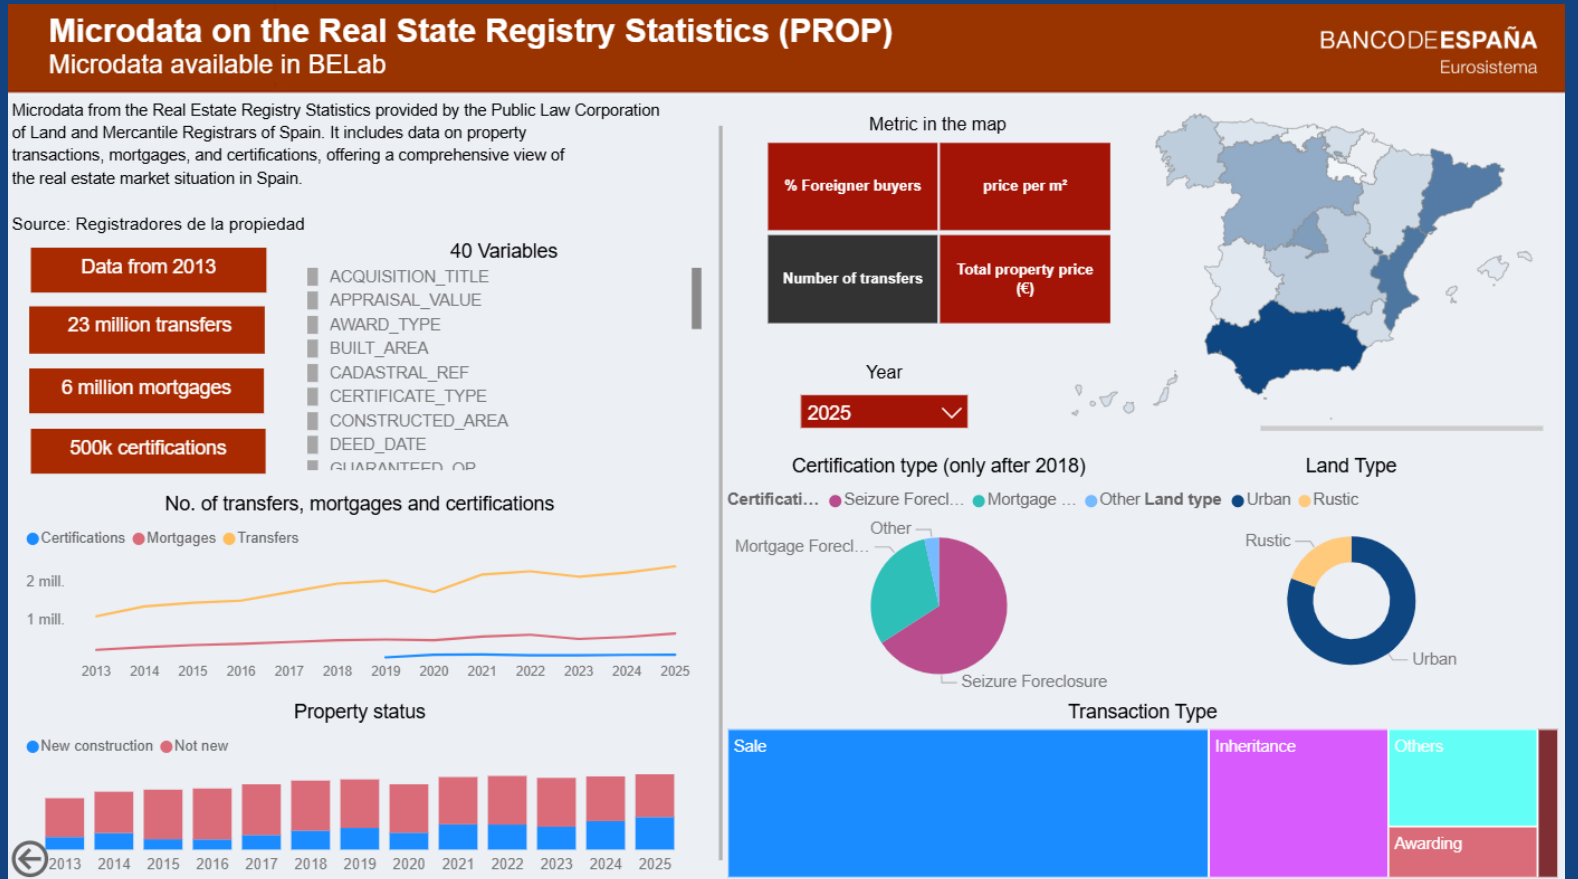 Microdata on the Real State Registry Statistics (PROP)
Microdata available in BELab
BANCODEESPAÑA
Eurosistema
Microdata from the Real Estate Registry Statistics provided by the Public Law Corporation
of Land and Mercantile Registrars of Spain. It includes data on property
transactions, mortgages, and certifications, offering a comprehensive view of
the real estate market situation in Spain.
Source: Registradores de la propiedad
Data from 2013
23 million transfers
6 million mortgages
500k certifications
40 Variables
ACQUISITION_TITLE
APPRAISAL_VALUE
AWARD_TYPE
BUILT_AREA
CADASTRAL_REF
CERTIFICATE_TYPE
CONSTRUCTED_AREA
DEED_DATE
GUARANTEED_OP
No. of transfers, mortgages and certifications
Certifications Mortgages Transfers
2 mill.
1 mill.
2013 2014 2015 2016 2017 2018 2019 2020 2021 2022 2023 2024 2025
Property status
New construction Not new
2013 2014 2015 2016 2017 2018 2019 2020 2021 2022 2023 2024 2025
Metric in the map
% Foreigner buyers
price per m²
Number of transfers
Total property price
(€)
Year
2025
Certification type (only after 2018)
Certificati... Seizure Forecl... Mortgage ... Other
Other
Mortgage Forecl...
Seizure Foreclosure
Land Type
Land type Urban Rustic
Rustic
Urban
Transaction Type
Sale
Inheritance
Others
Awarding